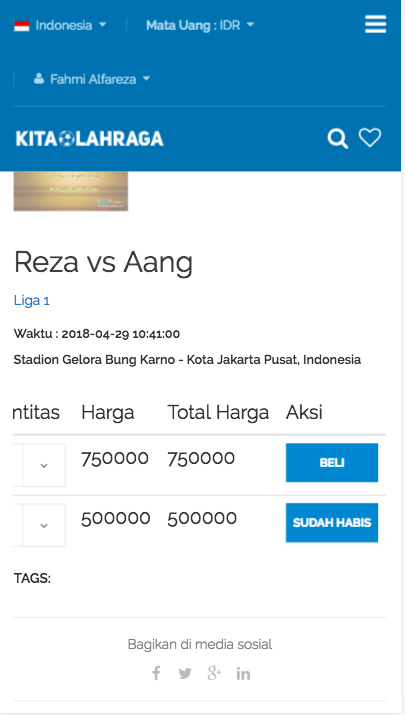 Indonesia
Mata Uang : IDR
Fahmi Alfareza
KITA LAHRAGA
Reza vs Aang
Liga 1
Waktu : 2018-04-29 10:41:00
Stadion Gelora Bung Karno - Kota Jakarta Pusat, Indonesia
ntitas Harga Total Harga Aksi
750000 750000 BELI
500000 500000 SUDAH HABIS
TAGS:
Bagikan di media sosial